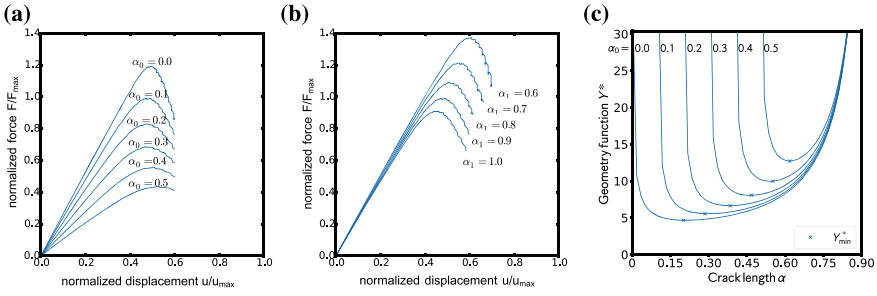 (a)
normalized force F/Fmax
1.4
1.2
1.0
0.8
0.6
0.4
0.2
0.0
α0 = 0.0
α0 = 0.1
α0 = 0.2
α0 = 0.3
α0 = 0.4
α0 = 0.5
0.0 0.2 0.4 0.6 0.8 1.0
normalized displacement u/umax
(b)
normalized force F/Fmax
1.4
1.2
1.0
0.8
0.6
0.4
0.2
0.0
α1 = 0.6
α1 = 0.7
α1 = 0.8
α1 = 0.9
α1 = 1.0
0.0 0.2 0.4 0.6 0.8 1.0
normalized displacement u/umax
(c)
Geometry function Y*
30
25
20
15
10
5
0
α0 = 0.0 0.1 0.2 0.3 0.4 0.5
× Y*min
0 0.15 0.30 0.45 0.60 0.75 0.90
Crack length α